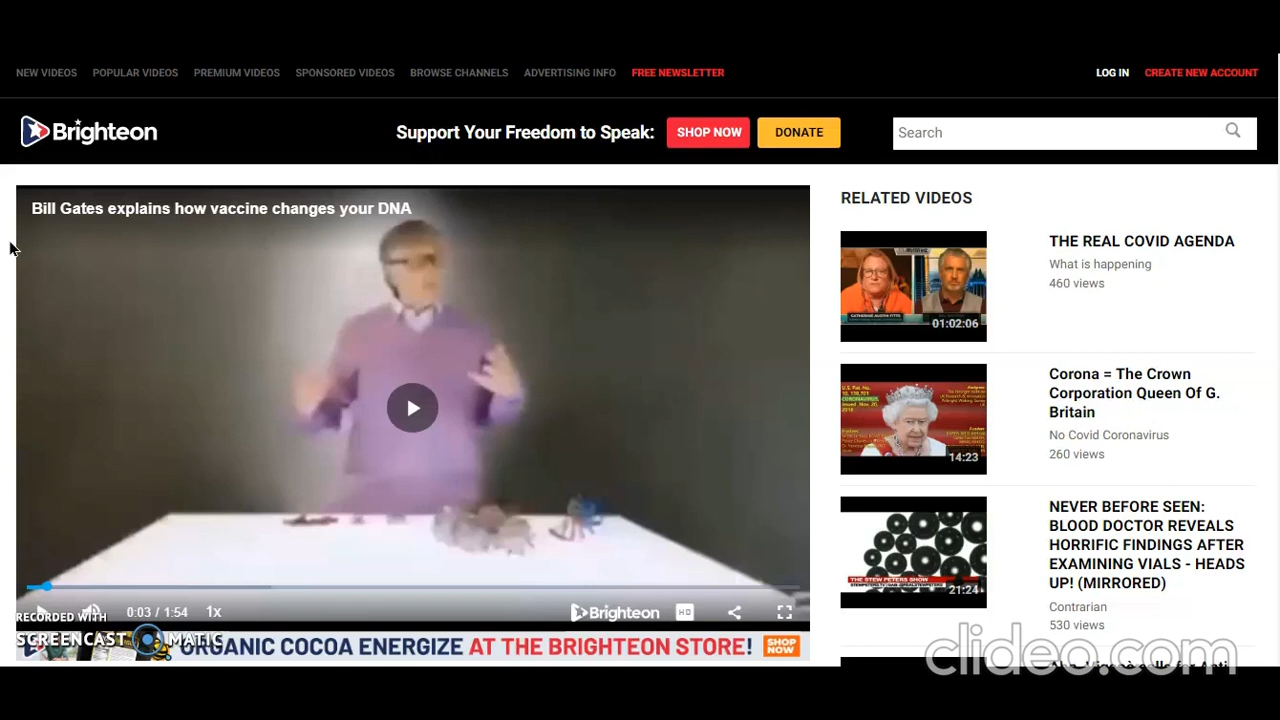 NEW VIDEOS POPULAR VIDEOS PREMIUM VIDEOS SPONSORED VIDEOS BROWSE CHANNELS ADVERTISING INFO FREE NEWSLETTER LOG IN CREATE NEW ACCOUNT
Brighteon Support Your Freedom to Speak: SHOP NOW DONATE Search
Bill Gates explains how vaccine changes your DNA
0:03 / 1:54 1x Brighteon HD
RECORDED WITH
SCREENCAST MATIC
ORGANIC COCOA ENERGIZE AT THE BRIGHTEON STORE! SHOP NOW
RELATED VIDEOS
01:02:06
THE REAL COVID AGENDA
What is happening
460 views
14:23
Corona = The Crown
Corporation Queen Of G.
Britain
No Covid Coronavirus
260 views
THE STEW PETERS SHOW
21:24
NEVER BEFORE SEEN:
BLOOD DOCTOR REVEALS
HORRIFIC FINDINGS AFTER
EXAMINING VIALS - HEADS
UP! (MIRRORED)
Contrarian
530 views
clideo.com